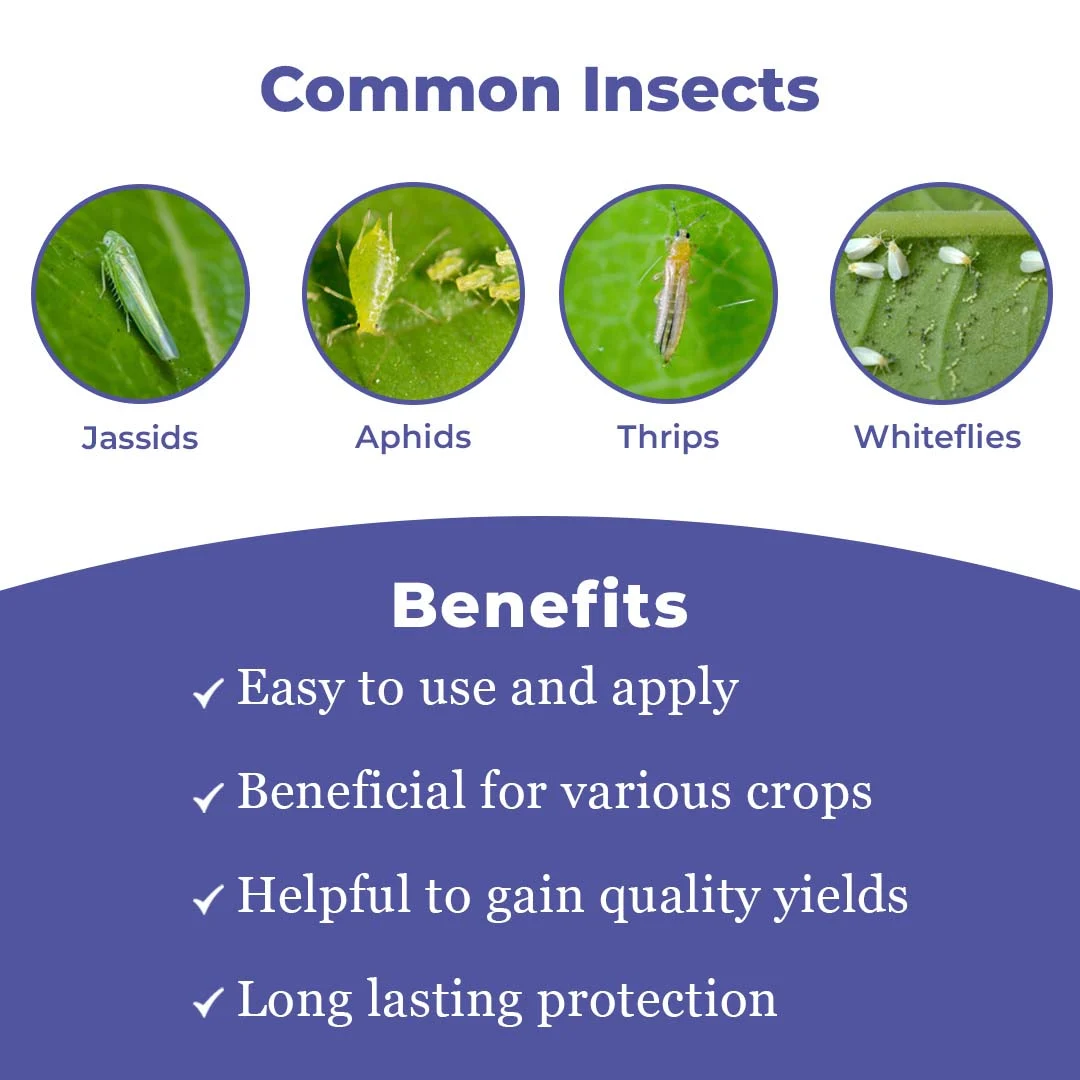 Common Insects
Jassids
Aphids
Thrips
Whiteflies
Benefits
Easy to use and apply
Beneficial for various crops
Helpful to gain quality yields
Long lasting protection